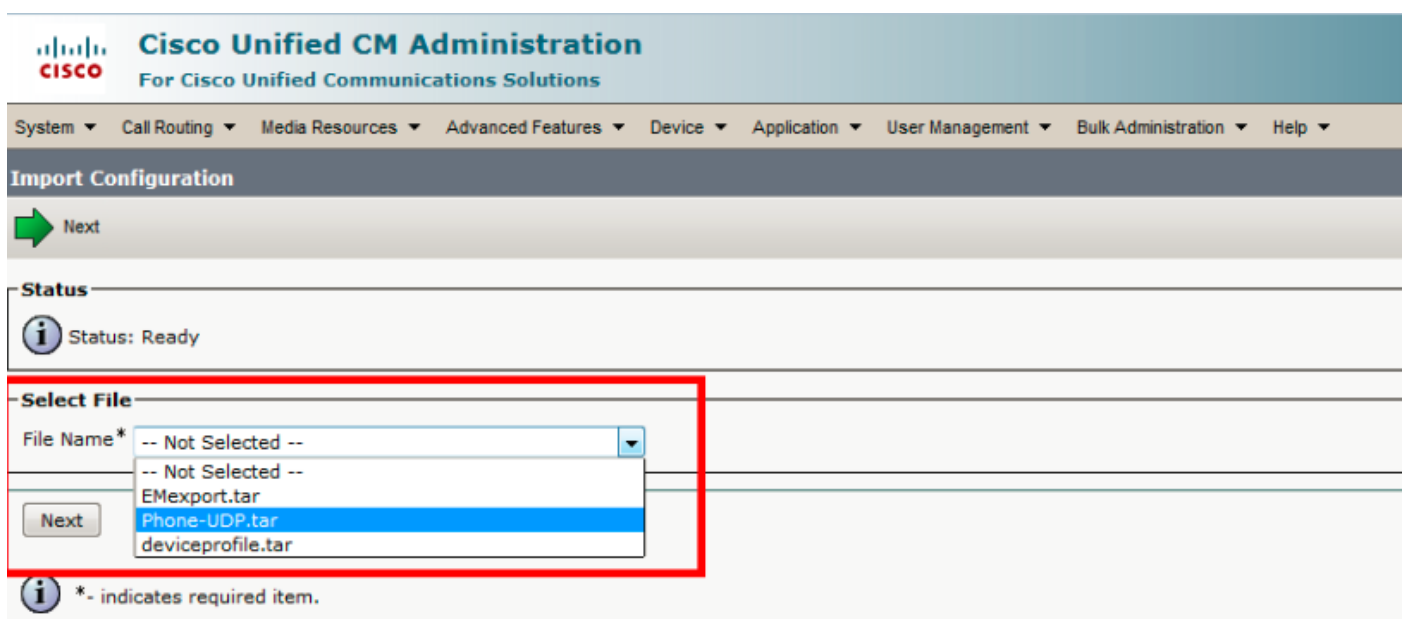 CISCO
Cisco Unified CM Administration
For Cisco Unified Communications Solutions
System Call Routing Media Resources Advanced Features Device Application User Management Bulk Administration Help
Import Configuration
Next
Status
Status: Ready
Select File
File Name* -- Not Selected --
-- Not Selected --
EMexport.tar
Phone-UDP.tar
deviceprofile.tar
Next
*- indicates required item.